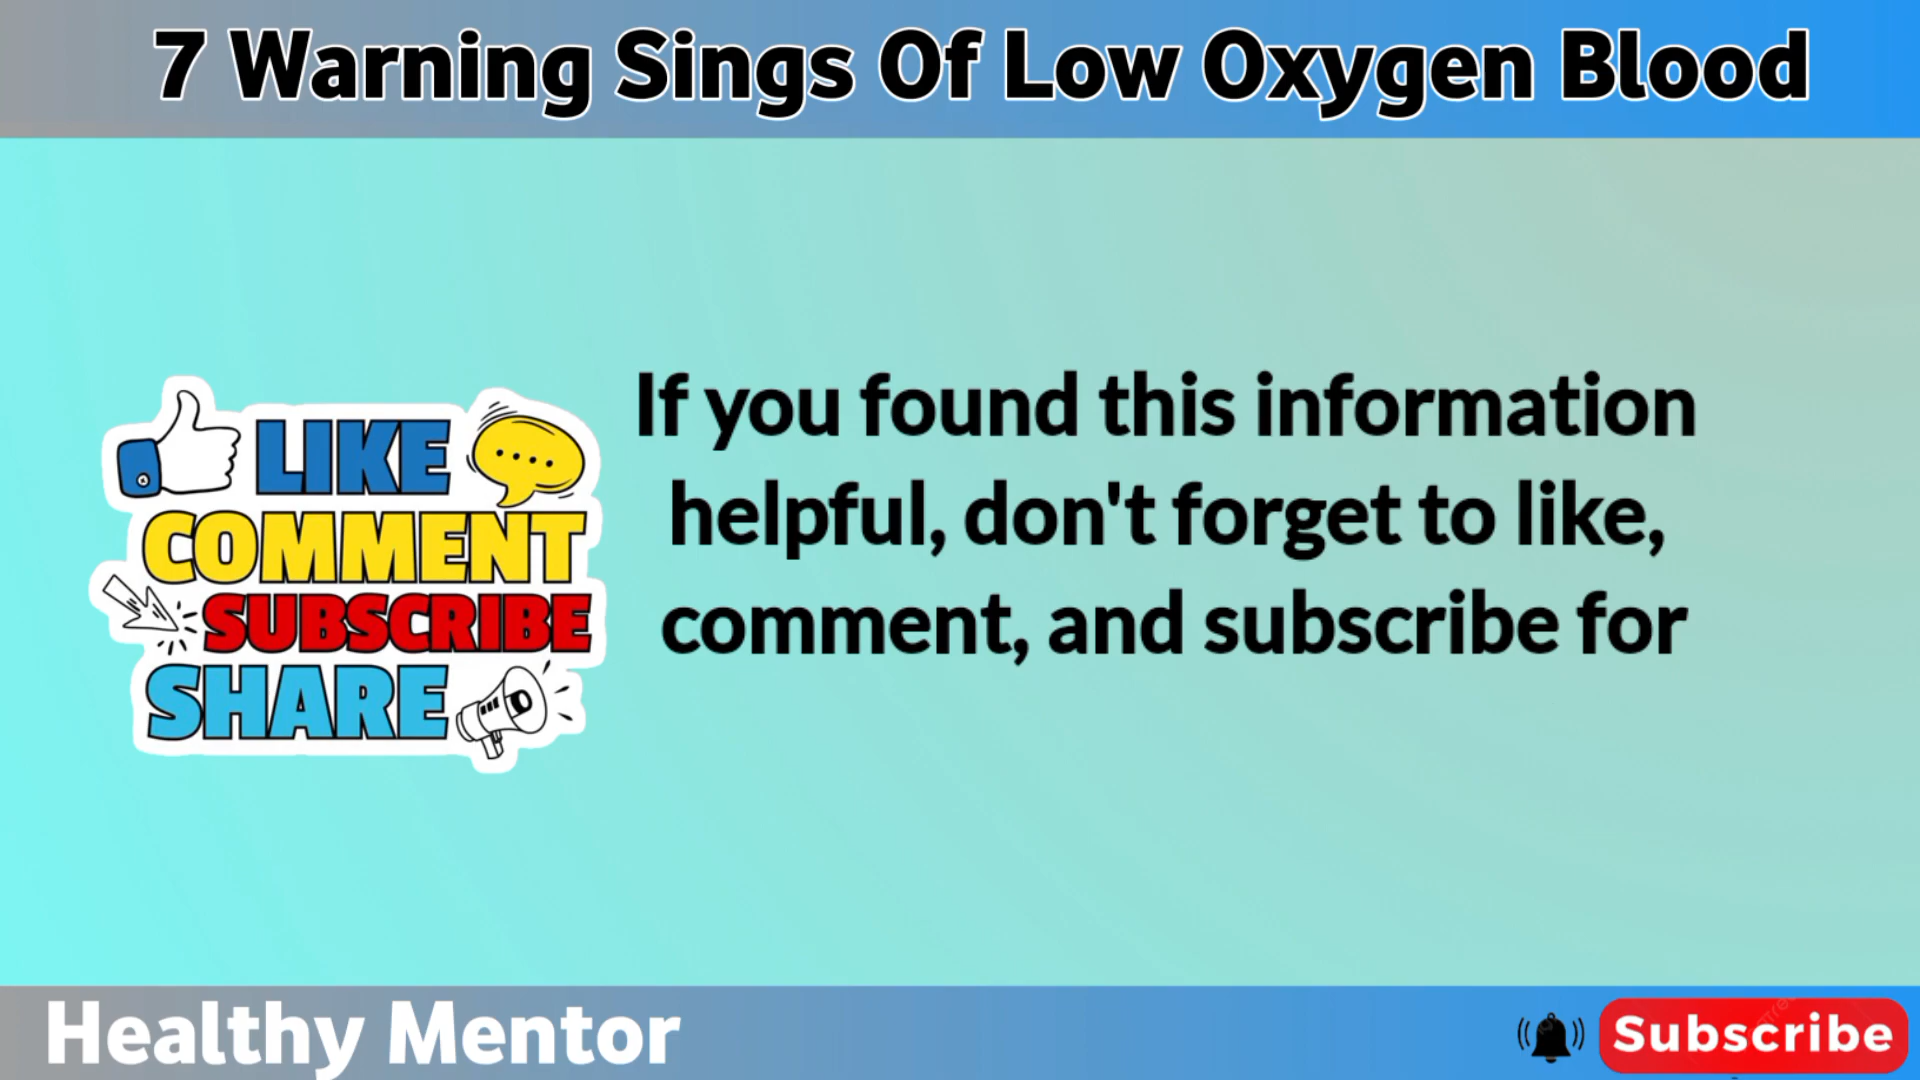 7 Warning Sings Of Low Oxygen Blood
LIKE
COMMENT
SUBSCRIBE
SHARE
If you found this information
helpful, don't forget to like,
comment, and subscribe for
Healthy Mentor
Subscribe